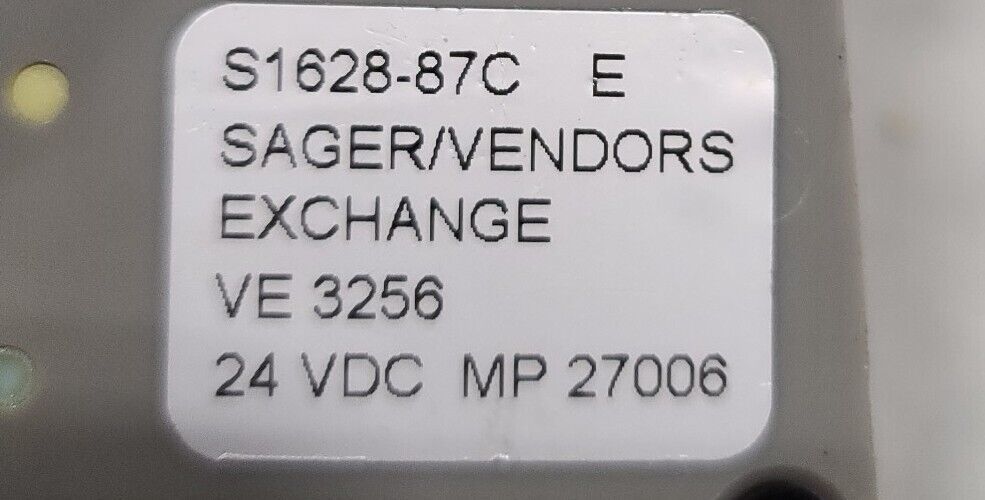 S1628-87C E
SAGER/VENDORS
EXCHANGE
VE 3256
24 VDC MP 27006